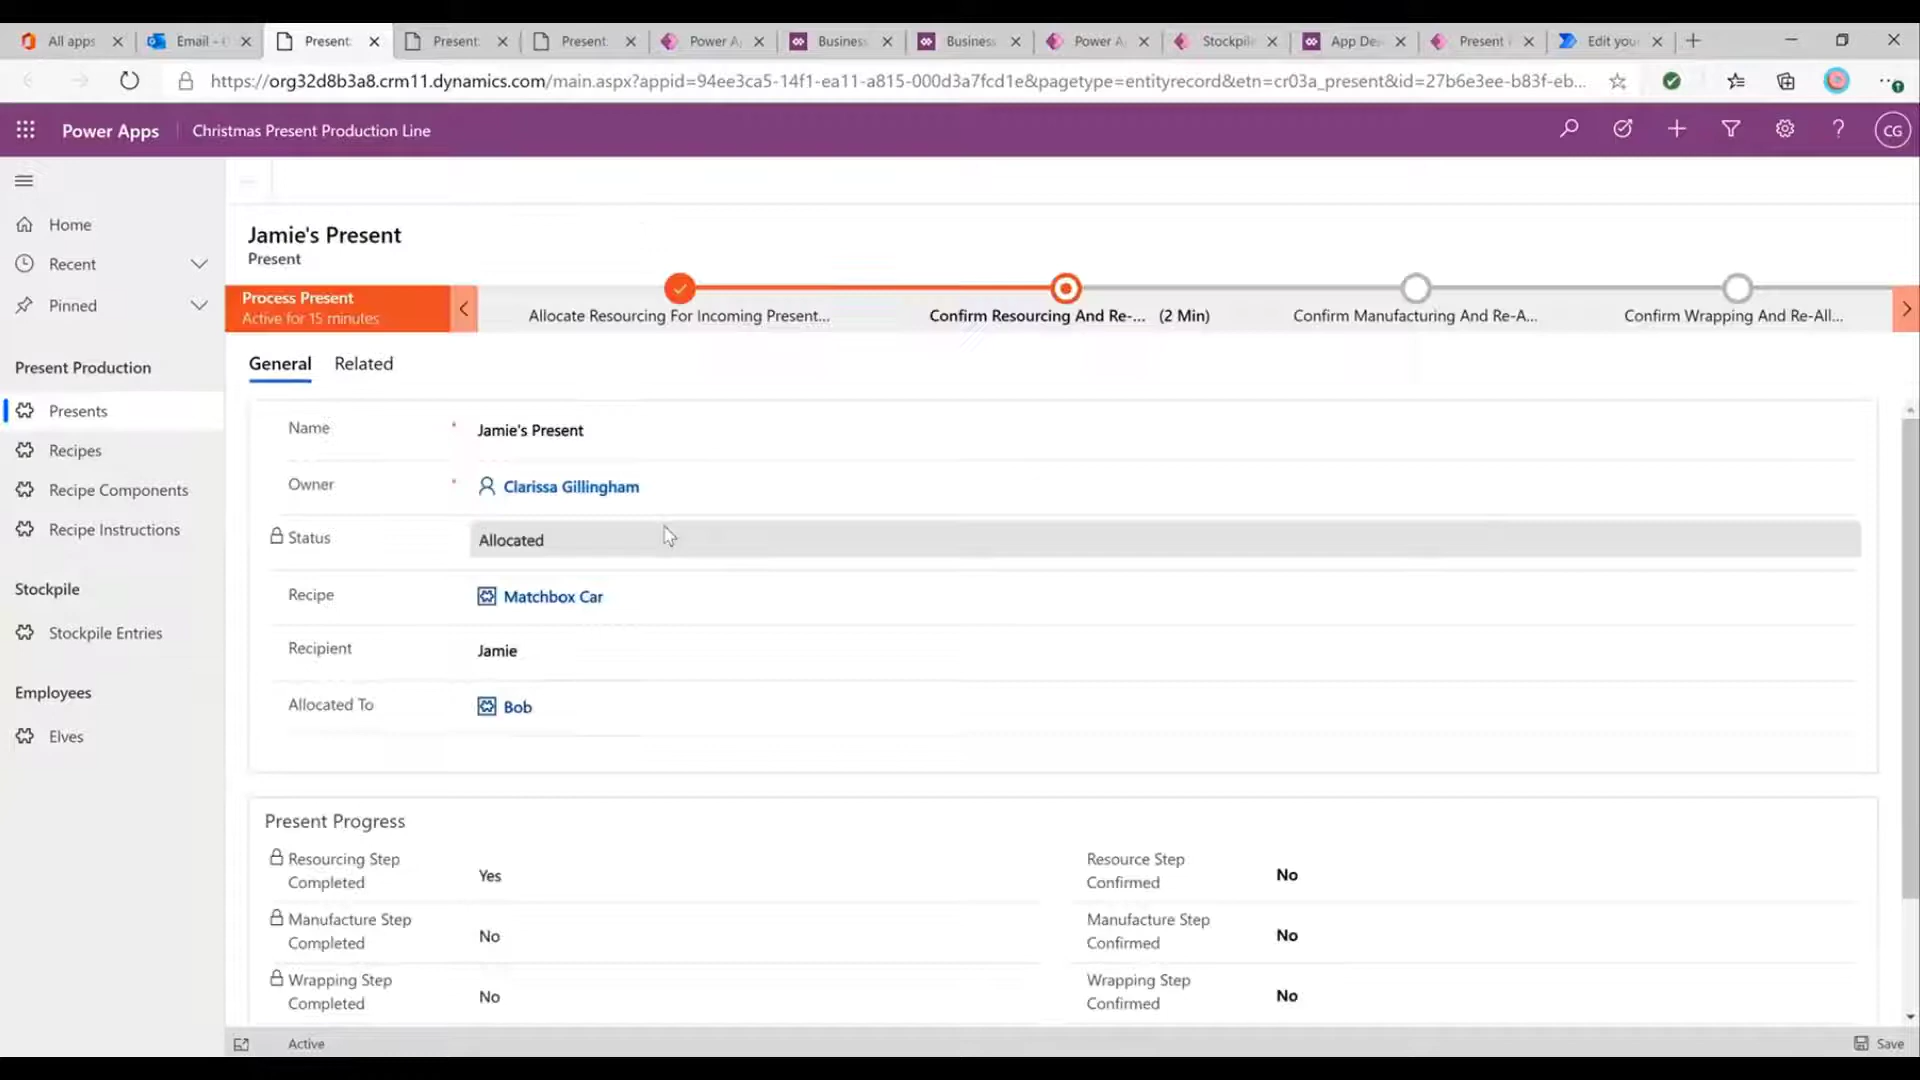 All apps
Email -
Present:
Present:
Present:
Power A
Business
Business
Power A
Stockpile
App De
Present
Edit you
https://org32d8b3a8.crm11.dynamics.com/main.aspx?appid=94ee3ca5-14f1-ea11-a815-000d3a7fcd1e&pagetype=entityrecord&etn=cr03a_present&id=27b6e3ee-b83f-eb...
Power Apps
Christmas Present Production Line
CG
Home
Recent
Pinned
Present Production
Presents
Recipes
Recipe Components
Recipe Instructions
Stockpile
Stockpile Entries
Employees
Elves
Jamie's Present
Present
Process Present
Active for 15 minutes
Allocate Resourcing For Incoming Present...
Confirm Resourcing And Re-... (2 Min)
Confirm Manufacturing And Re-A...
Confirm Wrapping And Re-All...
General
Related
Name * Jamie's Present
Owner * Clarissa Gillingham
Status Allocated
Recipe Matchbox Car
Recipient Jamie
Allocated To Bob
Present Progress
Resourcing Step
Completed
Yes
Resource Step
Confirmed
No
Manufacture Step
Completed
No
Manufacture Step
Confirmed
No
Wrapping Step
Completed
No
Wrapping Step
Confirmed
No
Active
Save